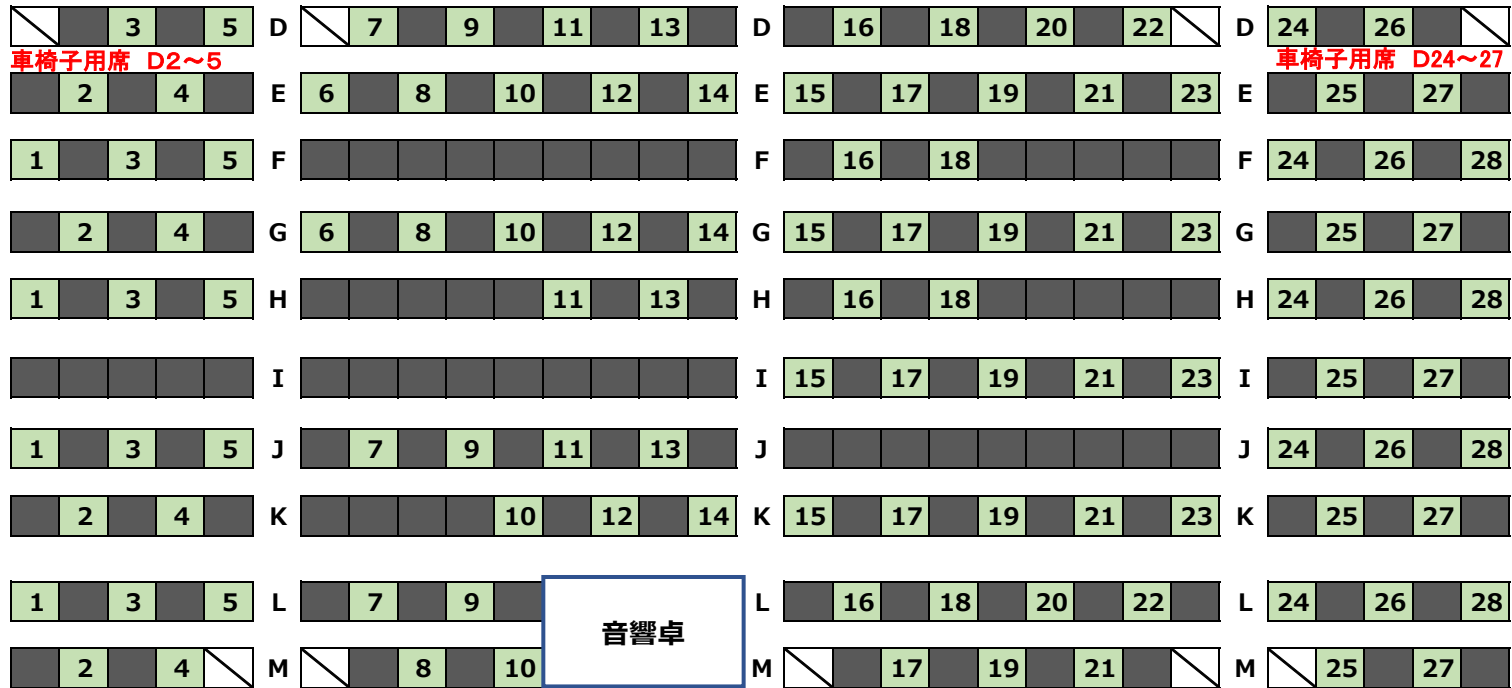 3 5 D 7 9 11 13 D 16 18 20 22 D 24 26
車椅子用席 D2~5 車椅子用席 D24~27
2 4 E 6 8 10 12 14 E 15 17 19 21 23 E 25 27
1 3 5 F F 16 18 F 24 26 28
2 4 G 6 8 10 12 14 G 15 17 19 21 23 G 25 27
1 3 5 H 11 13 H 16 18 H 24 26 28
I I 15 17 19 21 23 I 25 27
1 3 5 J 7 9 11 13 J J 24 26 28
2 4 K 10 12 14 K 15 17 19 21 23 K 25 27
1 3 5 L 7 9 L 16 18 20 22 L 24 26 28
音響卓
2 4 M 8 10 M 17 19 21 M 25 27